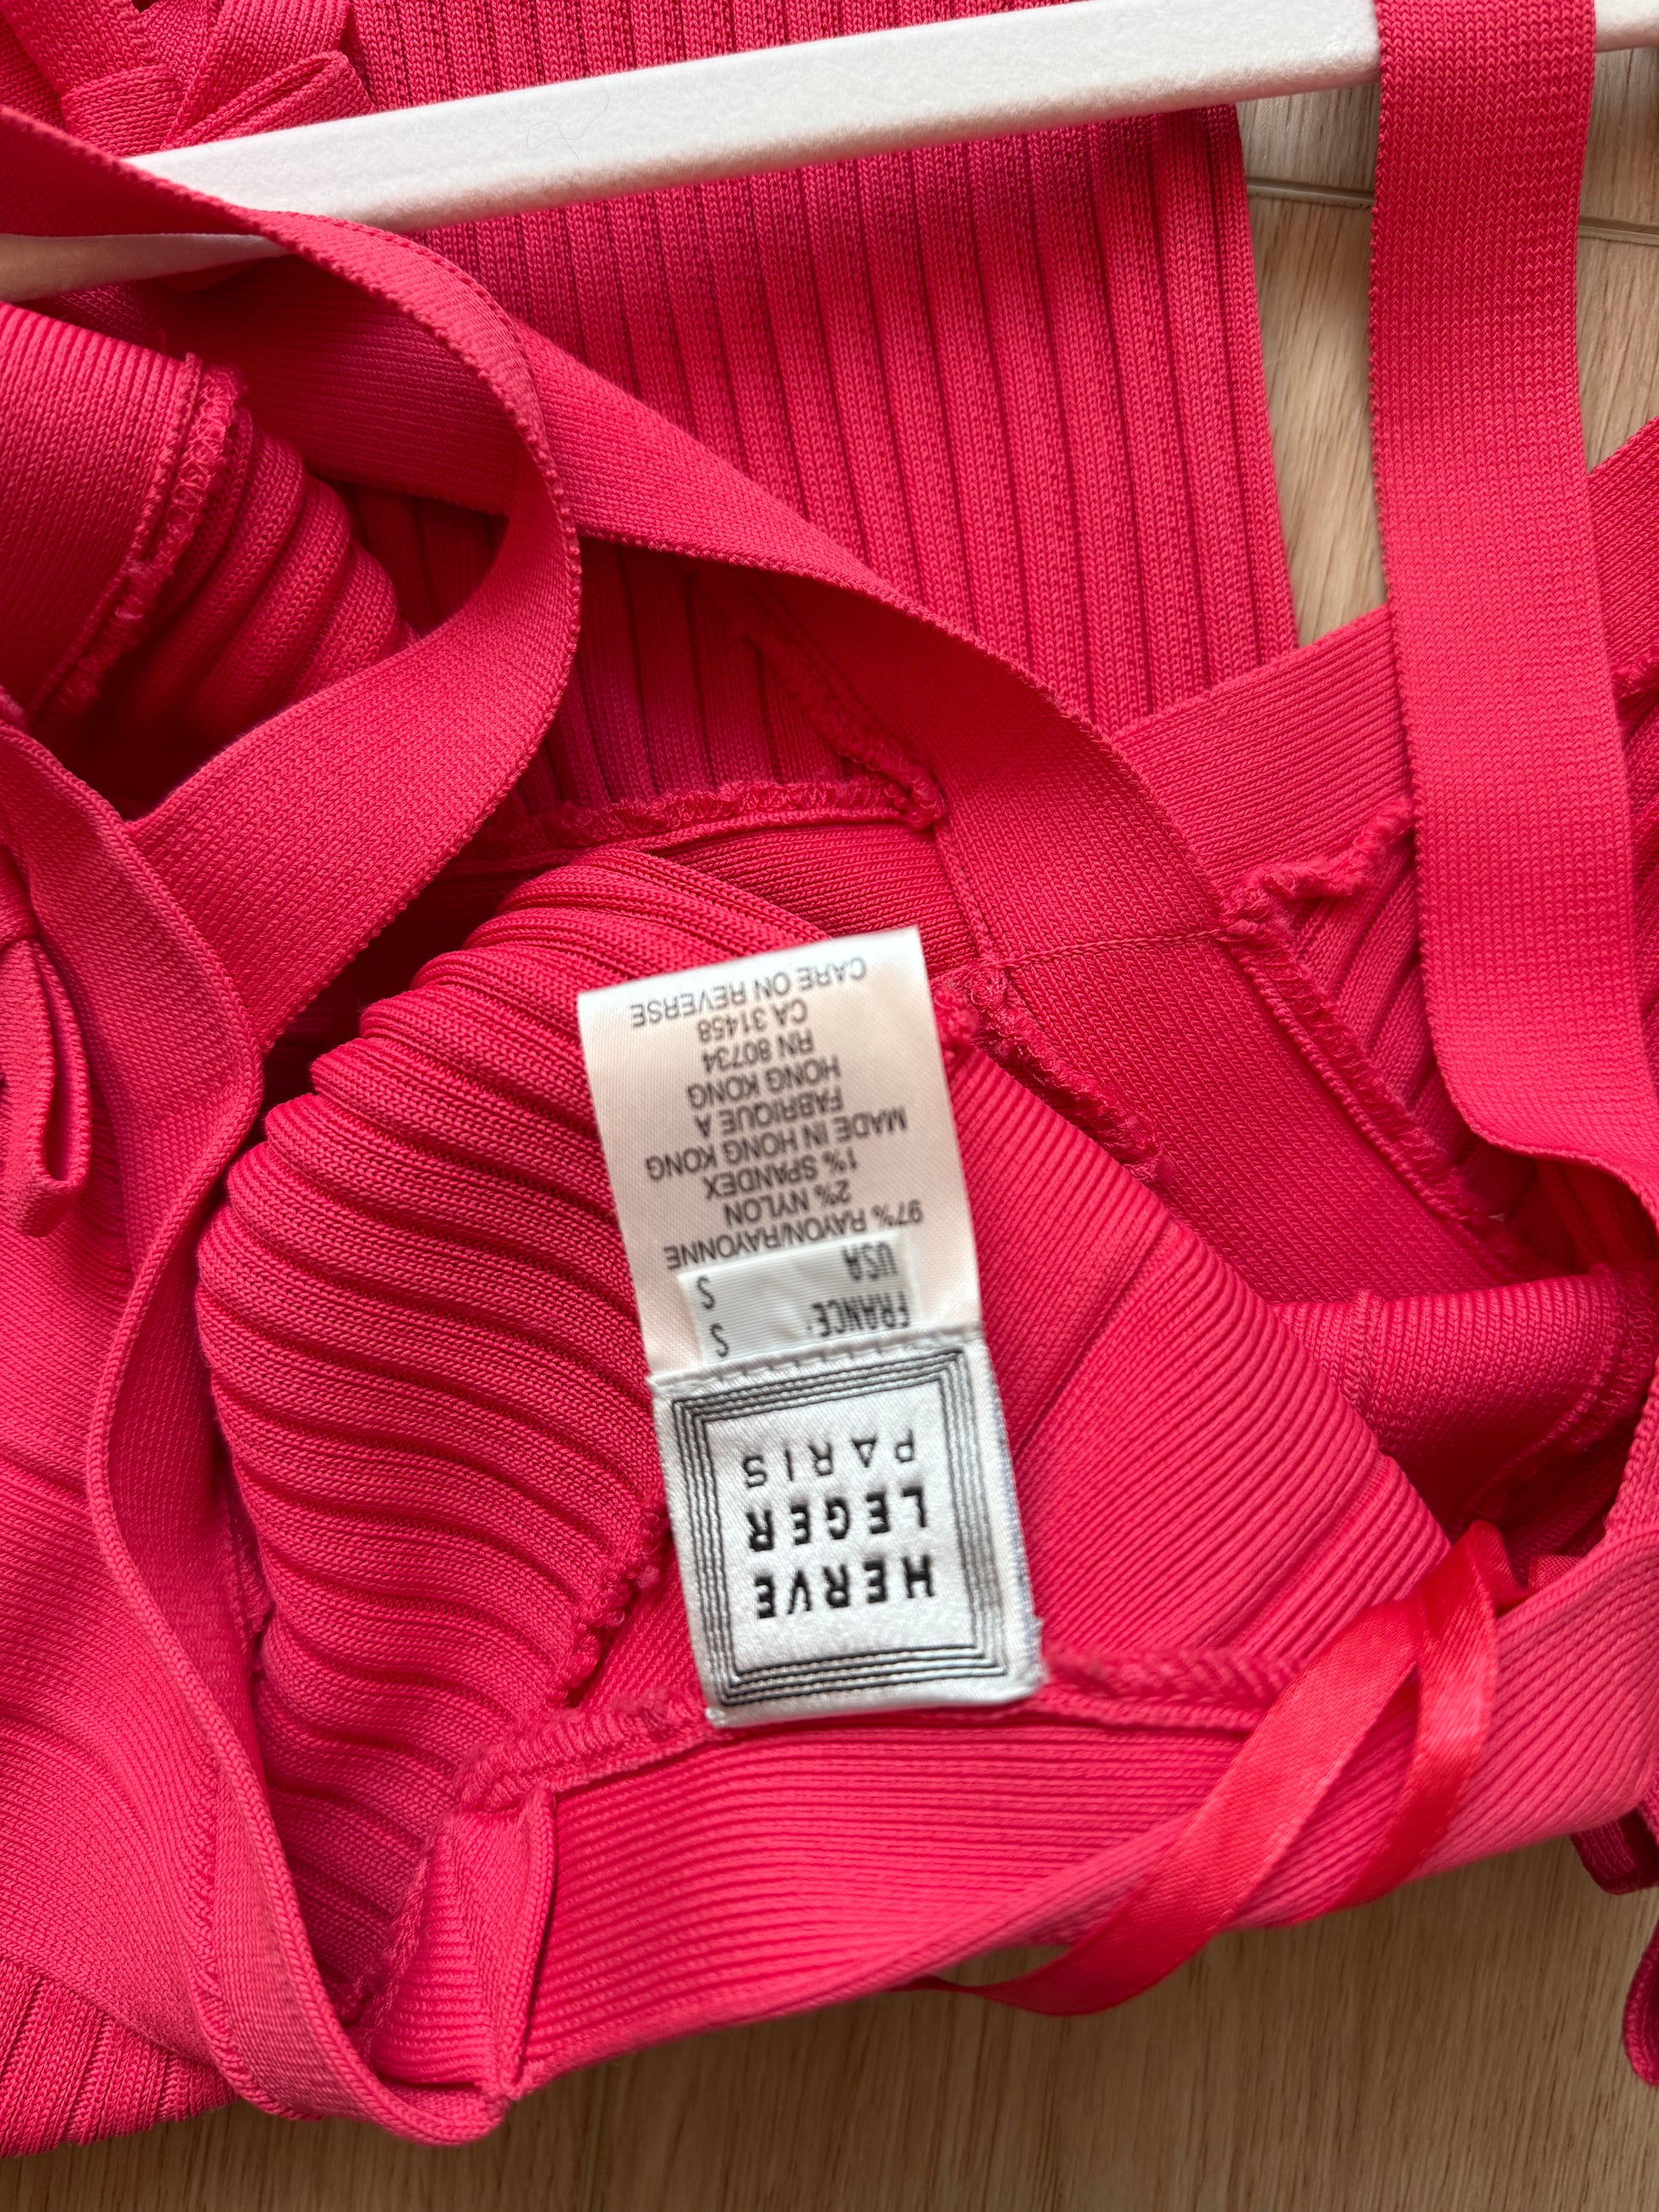 HERVE
LEGER
PARIS
FRANCE: S
USA S
97% RAYON/RAYONNE
2% NYLON
1% SPANDEX
MADE IN HONG KONG
FABRIQUE A
HONG KONG
RN 80734
CA 31458
CARE ON REVERSE